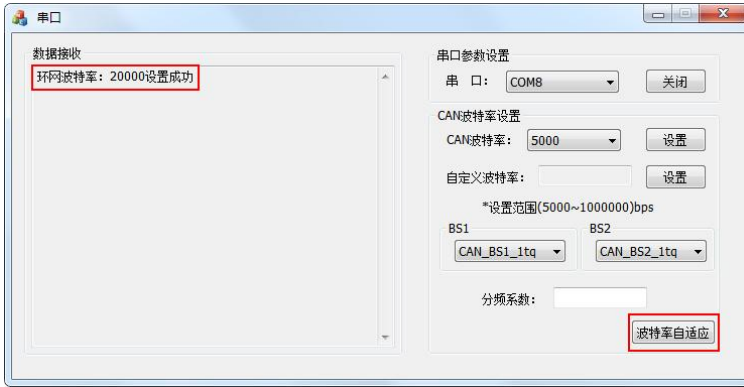 串口
数据接收
环网波特率：20000设置成功
串口参数设置
串 口： COM8 关闭
CAN波特率设置
CAN波特率： 5000 设置
自定义波特率： 设置
*设置范围(5000~1000000)bps
BS1 BS2
CAN_BS1_1tq CAN_BS2_1tq
分频系数：
波特率自适应